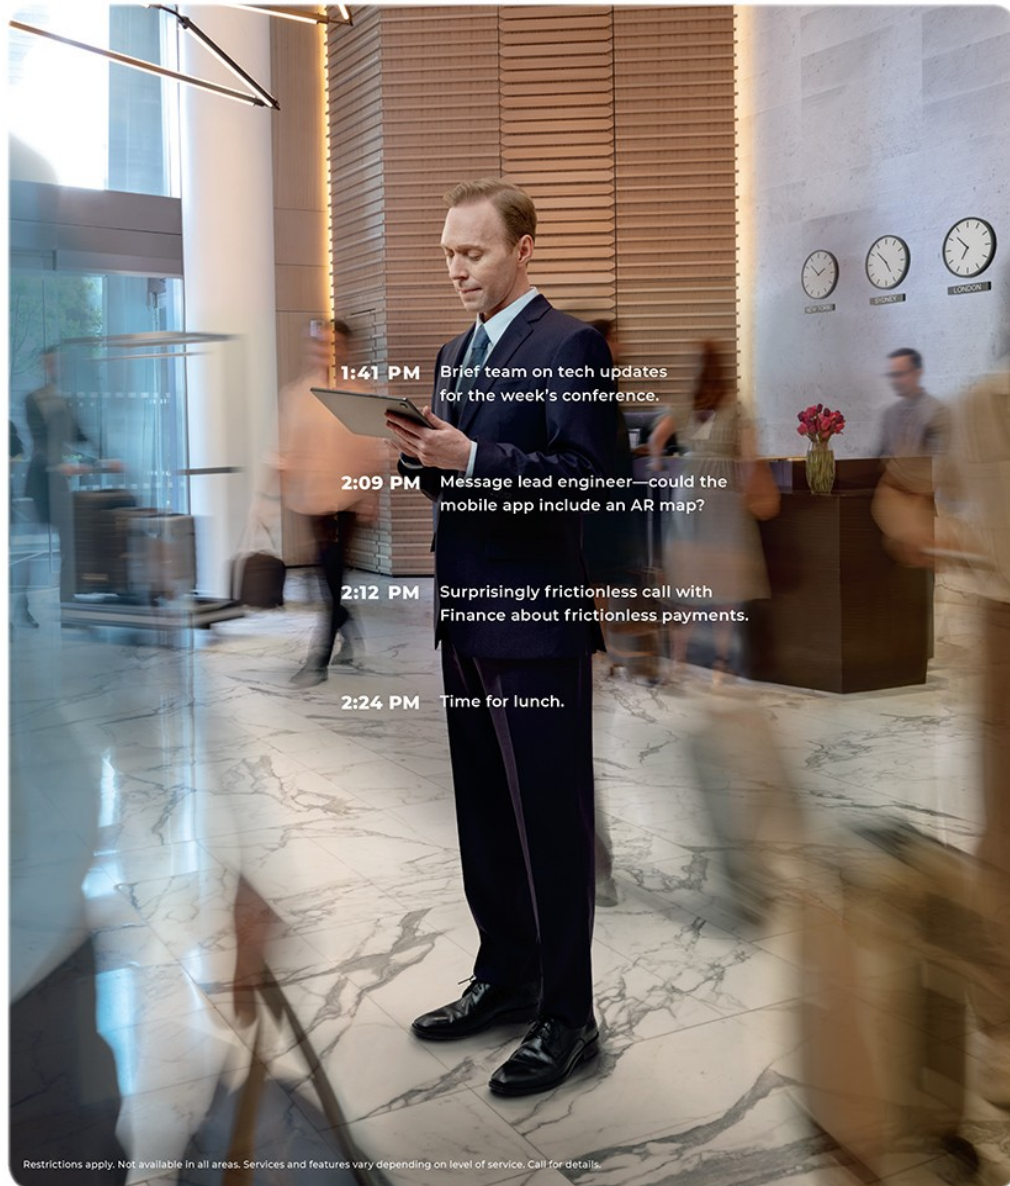 NEW YORK
SYDNEY
LONDON
1:41 PM Brief team on tech updates
for the week's conference.
2:09 PM Message lead engineer—could the
mobile app include an AR map?
2:12 PM Surprisingly frictionless call with
Finance about frictionless payments.
2:24 PM Time for lunch.
Restrictions apply. Not available in all areas. Services and features vary depending on level of service. Call for details.